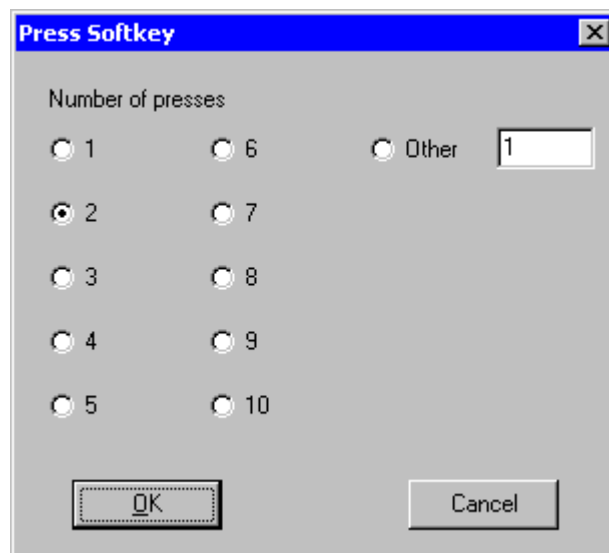 Press Softkey
Number of presses
1 6 Other 1
2 7
3 8
4 9
5 10
OK Cancel